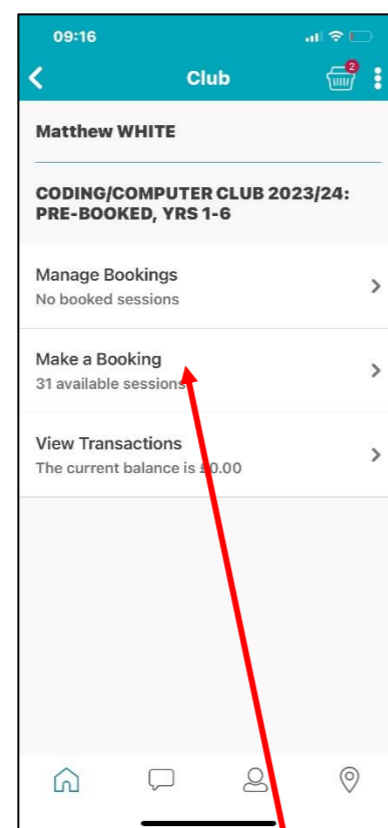 09:16
Club
2
Matthew WHITE
CODING/COMPUTER CLUB 2023/24:
PRE-BOOKED, YRS 1-6
Manage Bookings
No booked sessions
Make a Booking
31 available sessions
View Transactions
The current balance is £0.00